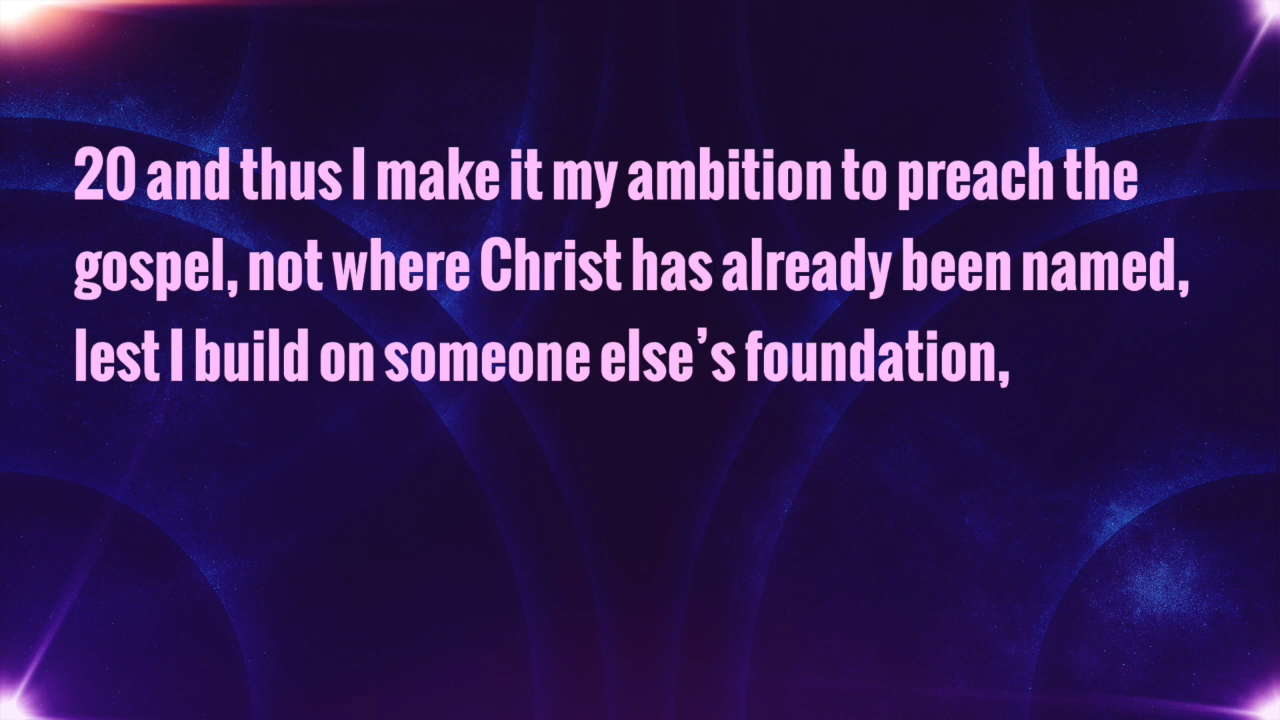 20 and thus I make it my ambition to preach the
gospel, not where Christ has already been named,
lest I build on someone else’s foundation,